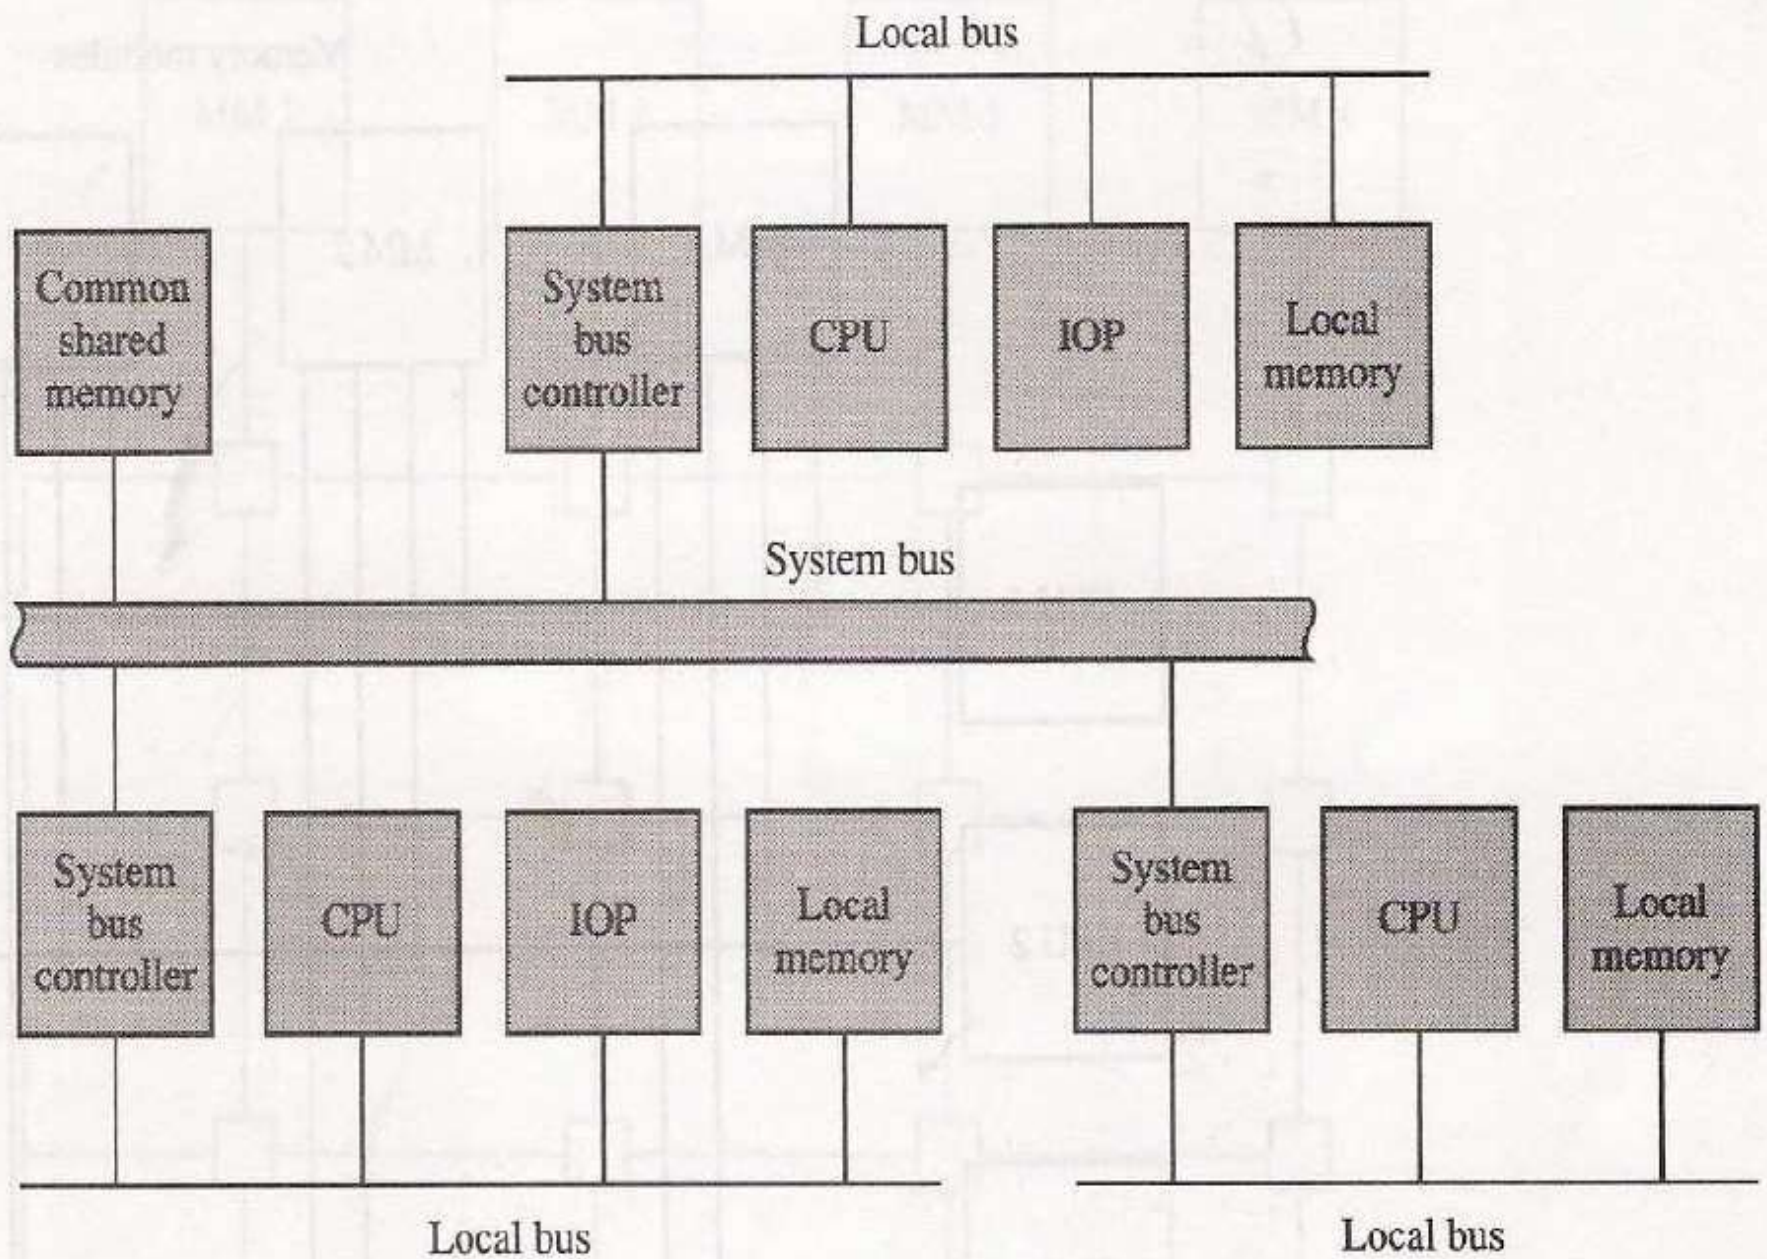 Local bus
Common
shared
memory
System
bus
controller
CPU
IOP
Local
memory
System bus
System
bus
controller
CPU
IOP
Local
memory
System
bus
controller
CPU
Local
memory
Local bus
Local bus